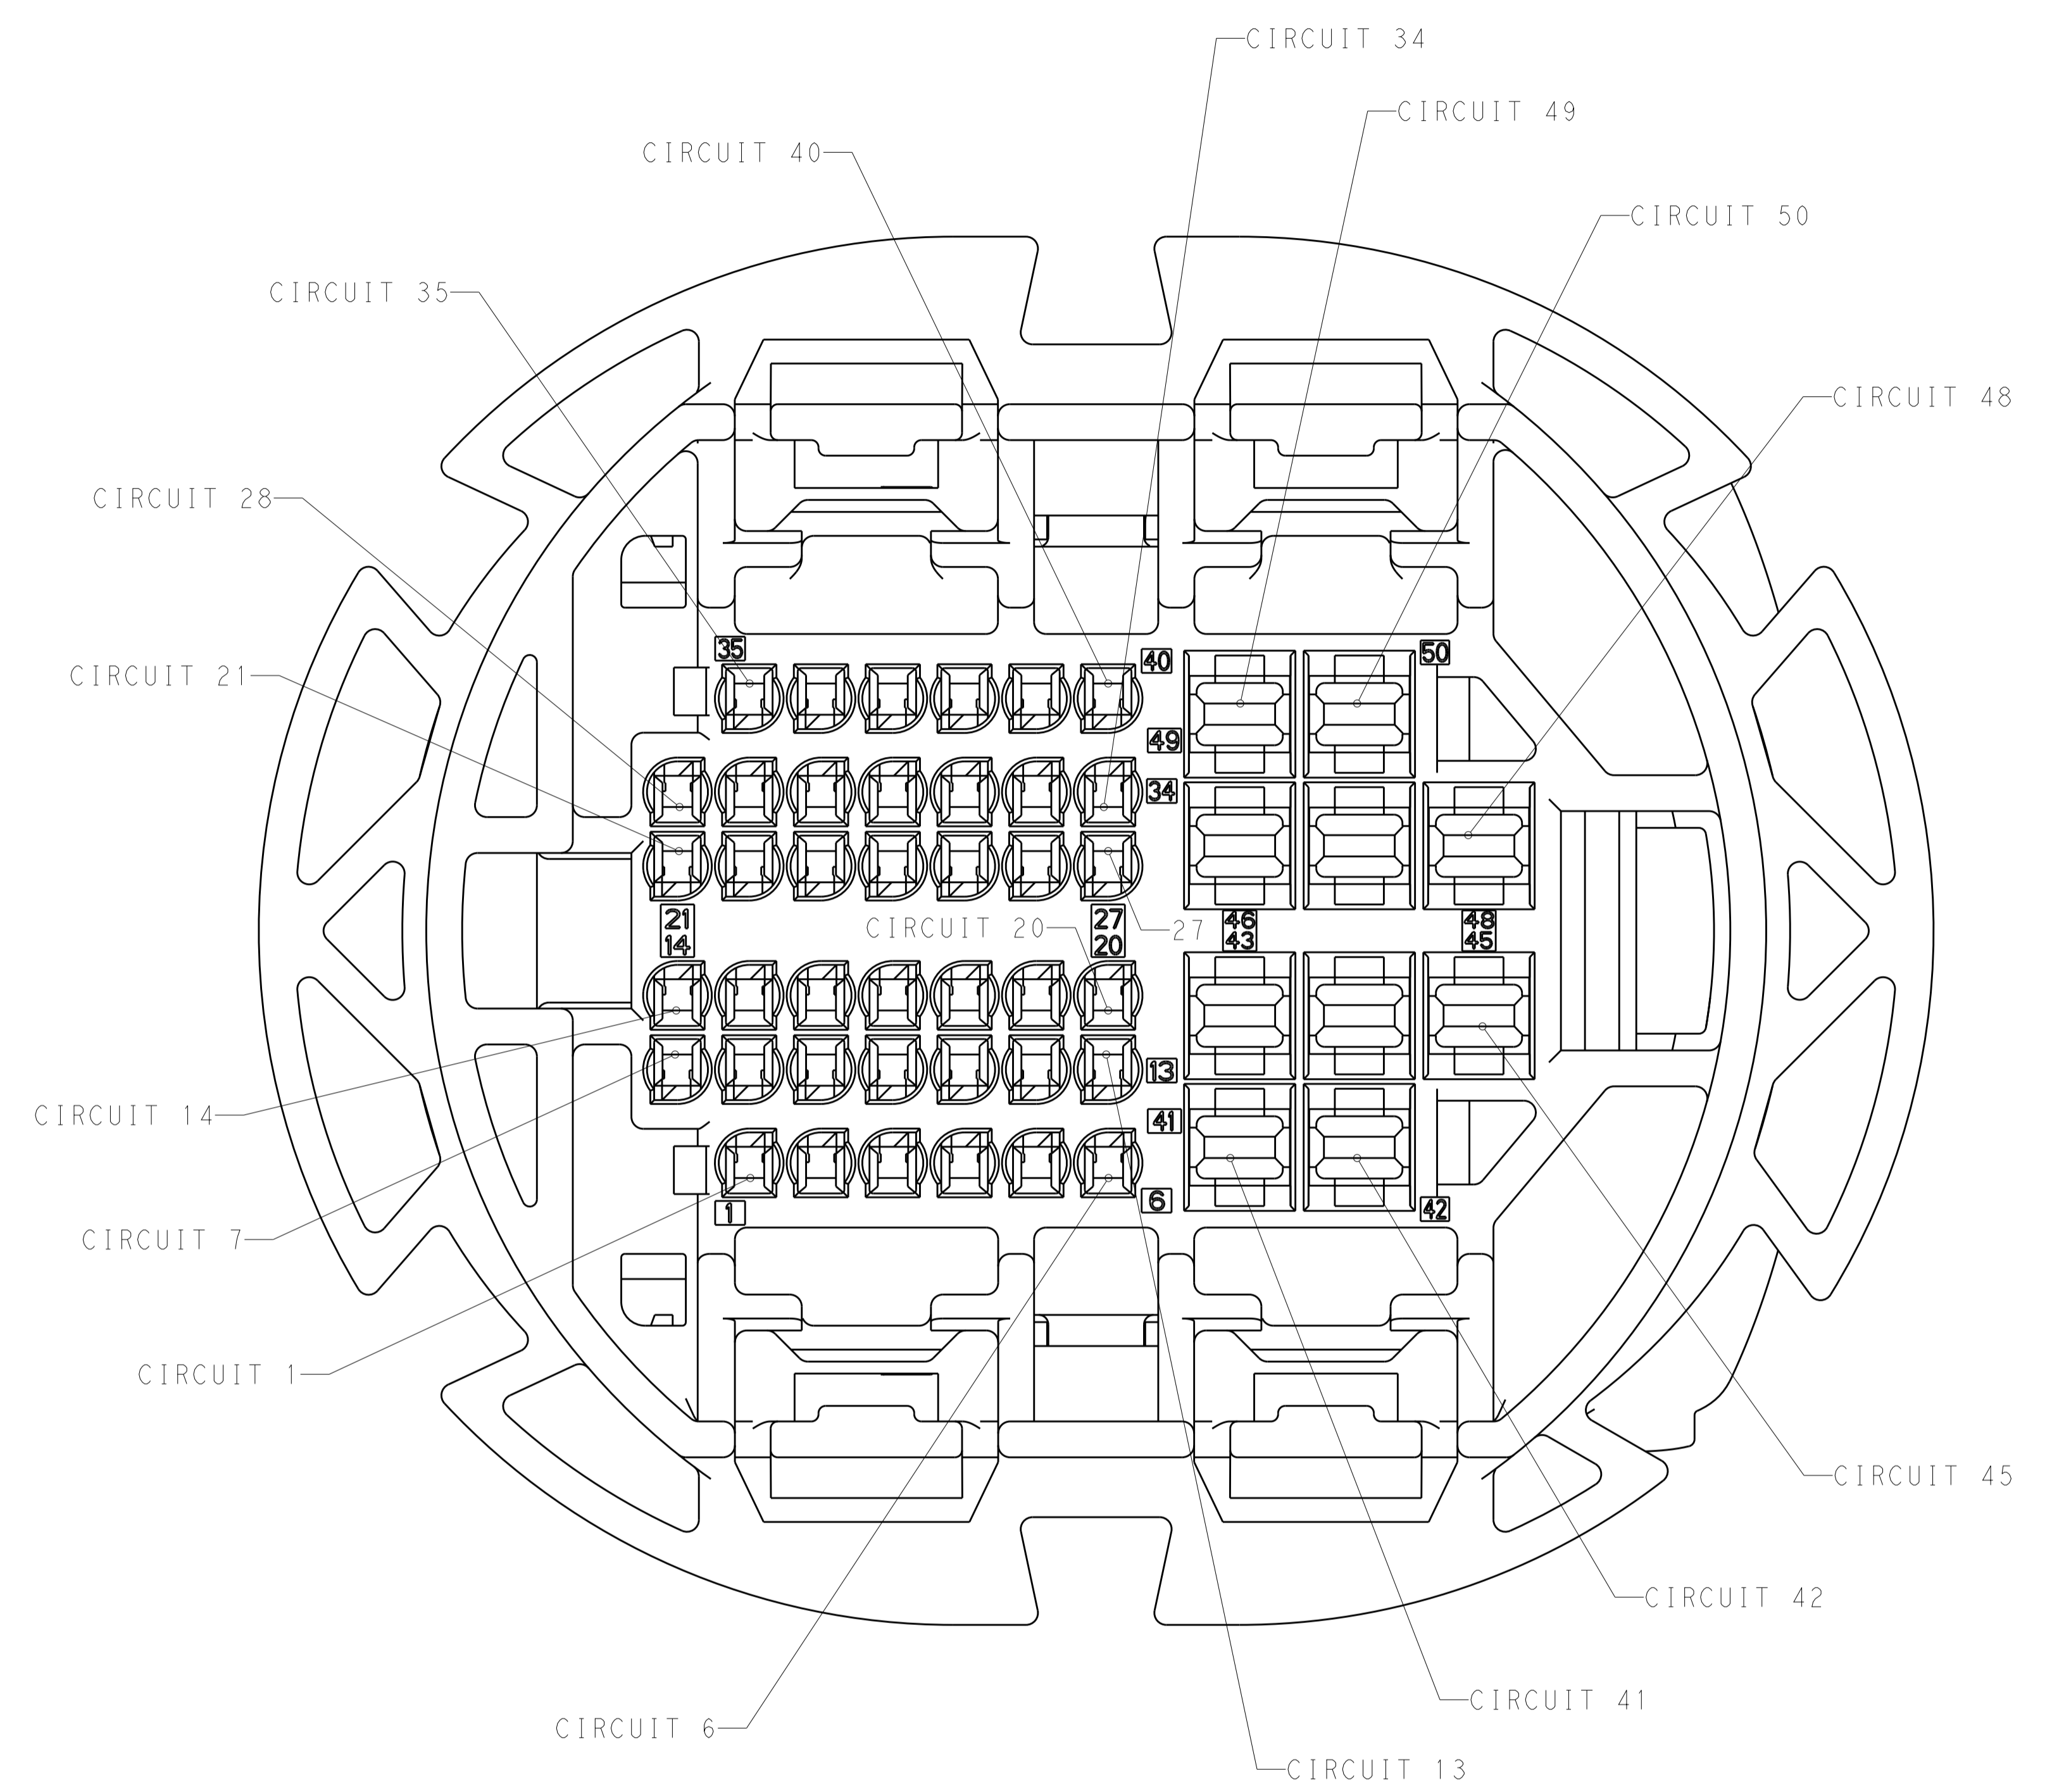 CIRCUIT 34
CIRCUIT 49
CIRCUIT 40
CIRCUIT 50
CIRCUIT 35
CIRCUIT 48
CIRCUIT 28
35
40
50
CIRCUIT 21
49
34
21
14
CIRCUIT 20
27
20
27
46
43
48
45
13
CIRCUIT 14
41
1
6
42
CIRCUIT 7
CIRCUIT 1
CIRCUIT 45
CIRCUIT 42
CIRCUIT 41
CIRCUIT 6
CIRCUIT 13